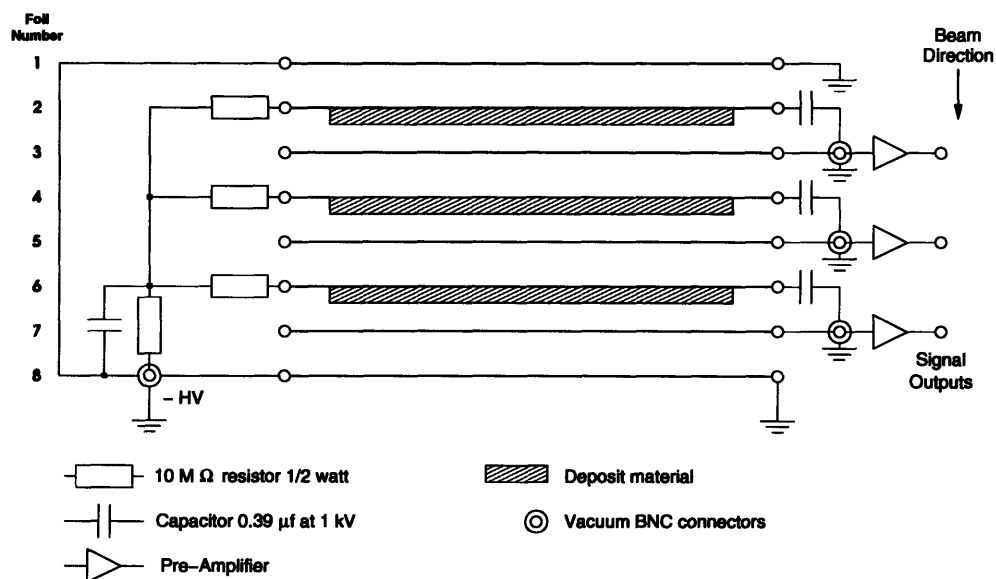 Foil
Number
1
2
3
4
5
6
7
8
Beam
Direction
– HV
Signal
Outputs
10 M Ω resistor 1/2 watt
Capacitor 0.39 μf at 1 kV
Pre–Amplifier
Deposit material
Vacuum BNC connectors